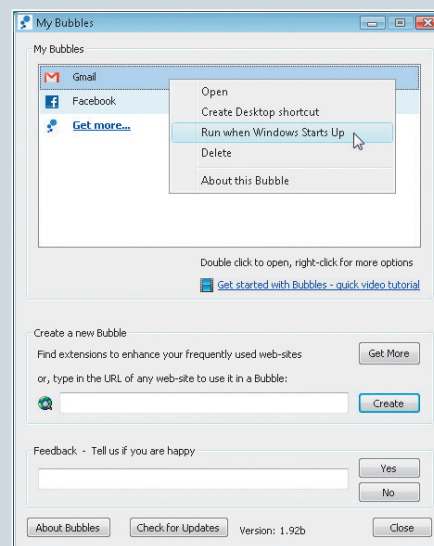 My Bubbles
My Bubbles
Gmail
Facebook
Get more...
Open
Create Desktop shortcut
Run when Windows Starts Up
Delete
About this Bubble
Double click to open, right-click for more options
Get started with Bubbles - quick video tutorial
Create a new Bubble
Find extensions to enhance your frequently used web-sites
Get More
or, type in the URL of any web-site to use it in a Bubble:
Create
Feedback - Tell us if you are happy
Yes
No
About Bubbles Check for Updates Version: 1.92b Close